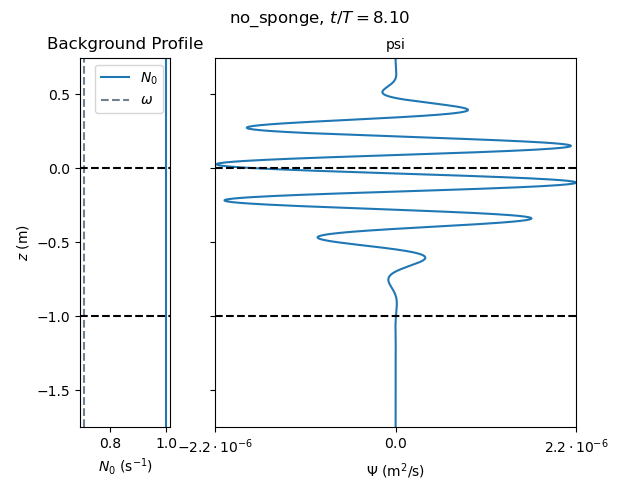 no_sponge, t/T = 8.10
Background Profile
psi
N₀
ω
0.5
0.0
−0.5
−1.0
−1.5
z (m)
0.8
1.0
−2.2 · 10⁻⁶
0.0
2.2 · 10⁻⁶
N₀ (s⁻¹)
Ψ (m²/s)